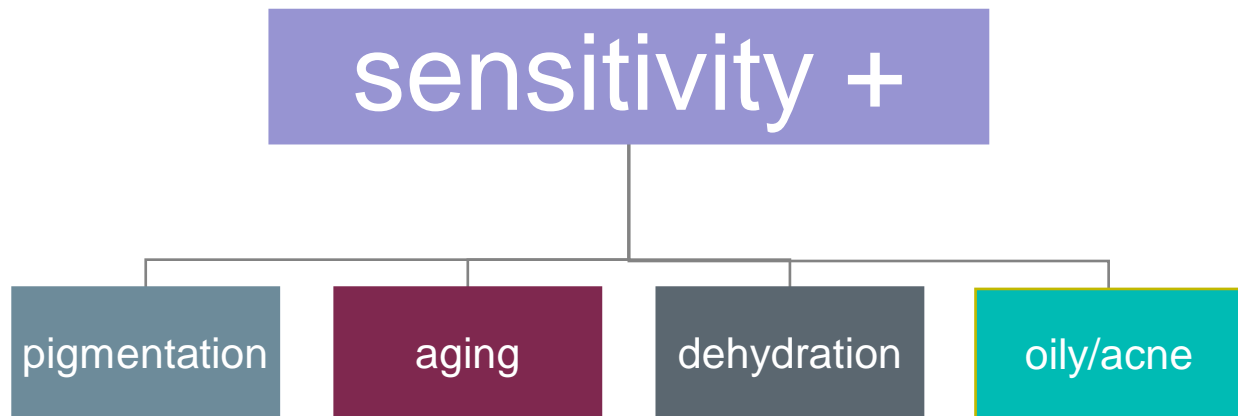 sensitivity +
pigmentation
aging
dehydration
oily/acne